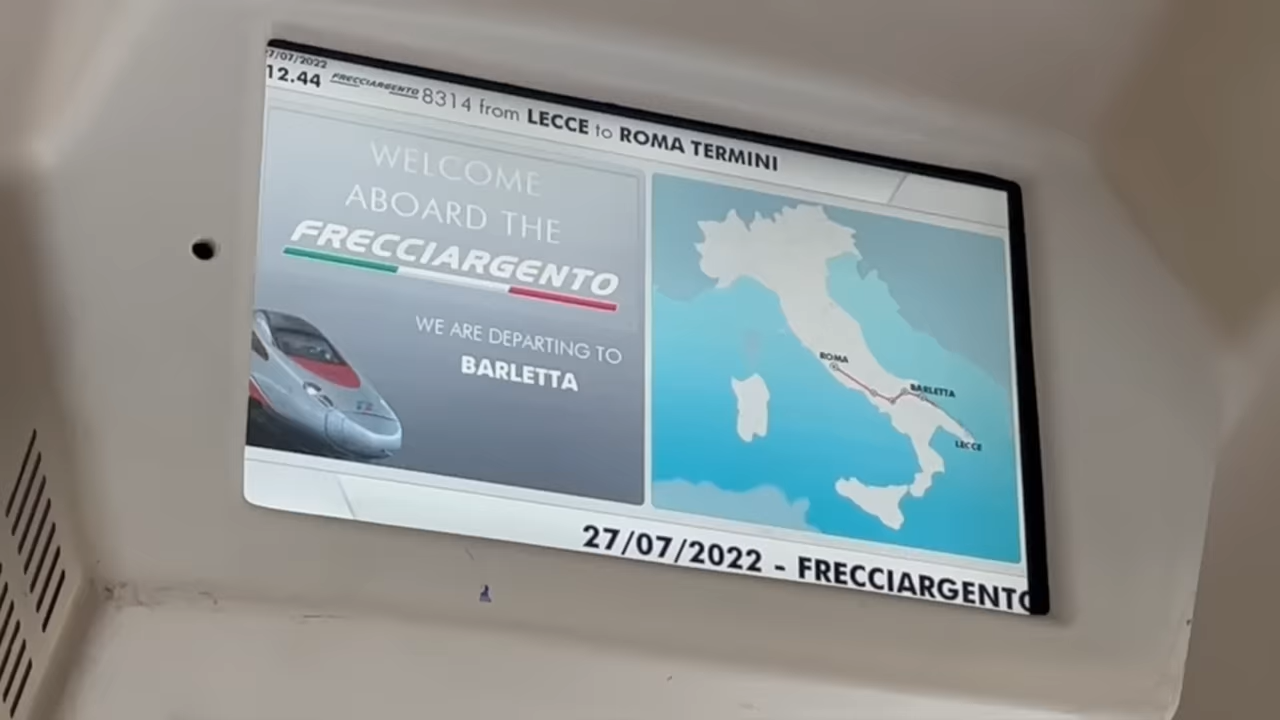 27/07/2022
12.44 FRECCIARGENTO 8314 from LECCE to ROMA TERMINI
WELCOME
ABOARD THE
FRECCIARGENTO
WE ARE DEPARTING TO
BARLETTA
ROMA
BARLETTA
LECCE
27/07/2022 - FRECCIARGENTO